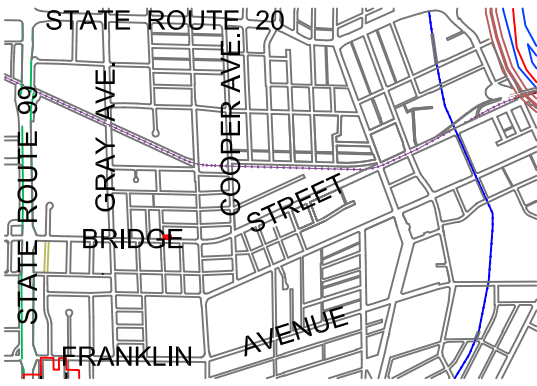 STATE ROUTE 20
STATE ROUTE 99
GRAY AVE.
COOPER AVE.
BRIDGE STREET
FRANKLIN AVENUE